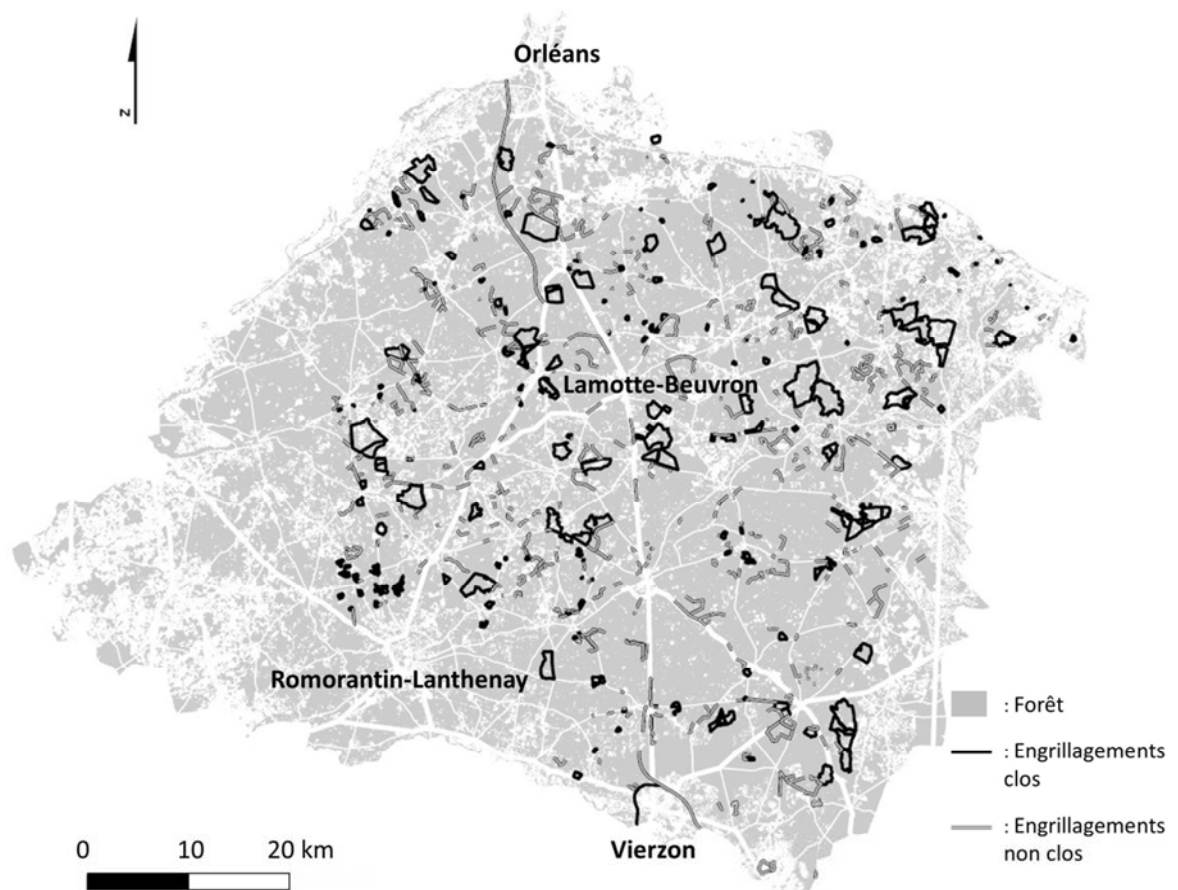 Orléans
N
Lamotte-Beuvron
Romorantin-Lanthenay
: Forêt
: Engrillagements
clos
: Engrillagements
non clos
0 10 20 km
Vierzon